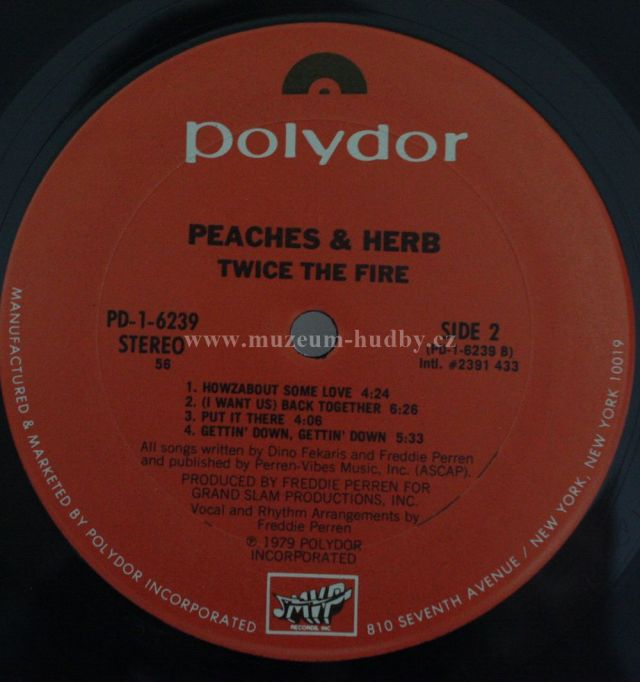 polydor
PEACHES & HERB
TWICE THE FIRE
PD-1-6239
STEREO
56
SIDE 2
(PD-1-6239 B)
Intl. #2391 433
www.muzeum-hudby.cz
1. HOWZABOUT SOME LOVE 4:24
2. (I WANT US) BACK TOGETHER 6:26
3. PUT IT THERE 4:06
4. GETTIN' DOWN, GETTIN' DOWN 5:33
All songs written by Dino Fekaris and Freddie Perren
and published by Perren-Vibes Music, Inc. (ASCAP).
PRODUCED BY FREDDIE PERREN FOR
GRAND SLAM PRODUCTIONS, INC.
Vocal and Rhythm Arrangements by
Freddie Perren
℗ 1979 POLYDOR
INCORPORATED
MVP
RECORDS, INC
MANUFACTURED & MARKETED BY POLYDOR INCORPORATED 810 SEVENTH AVENUE / NEW YORK, NEW YORK 10019